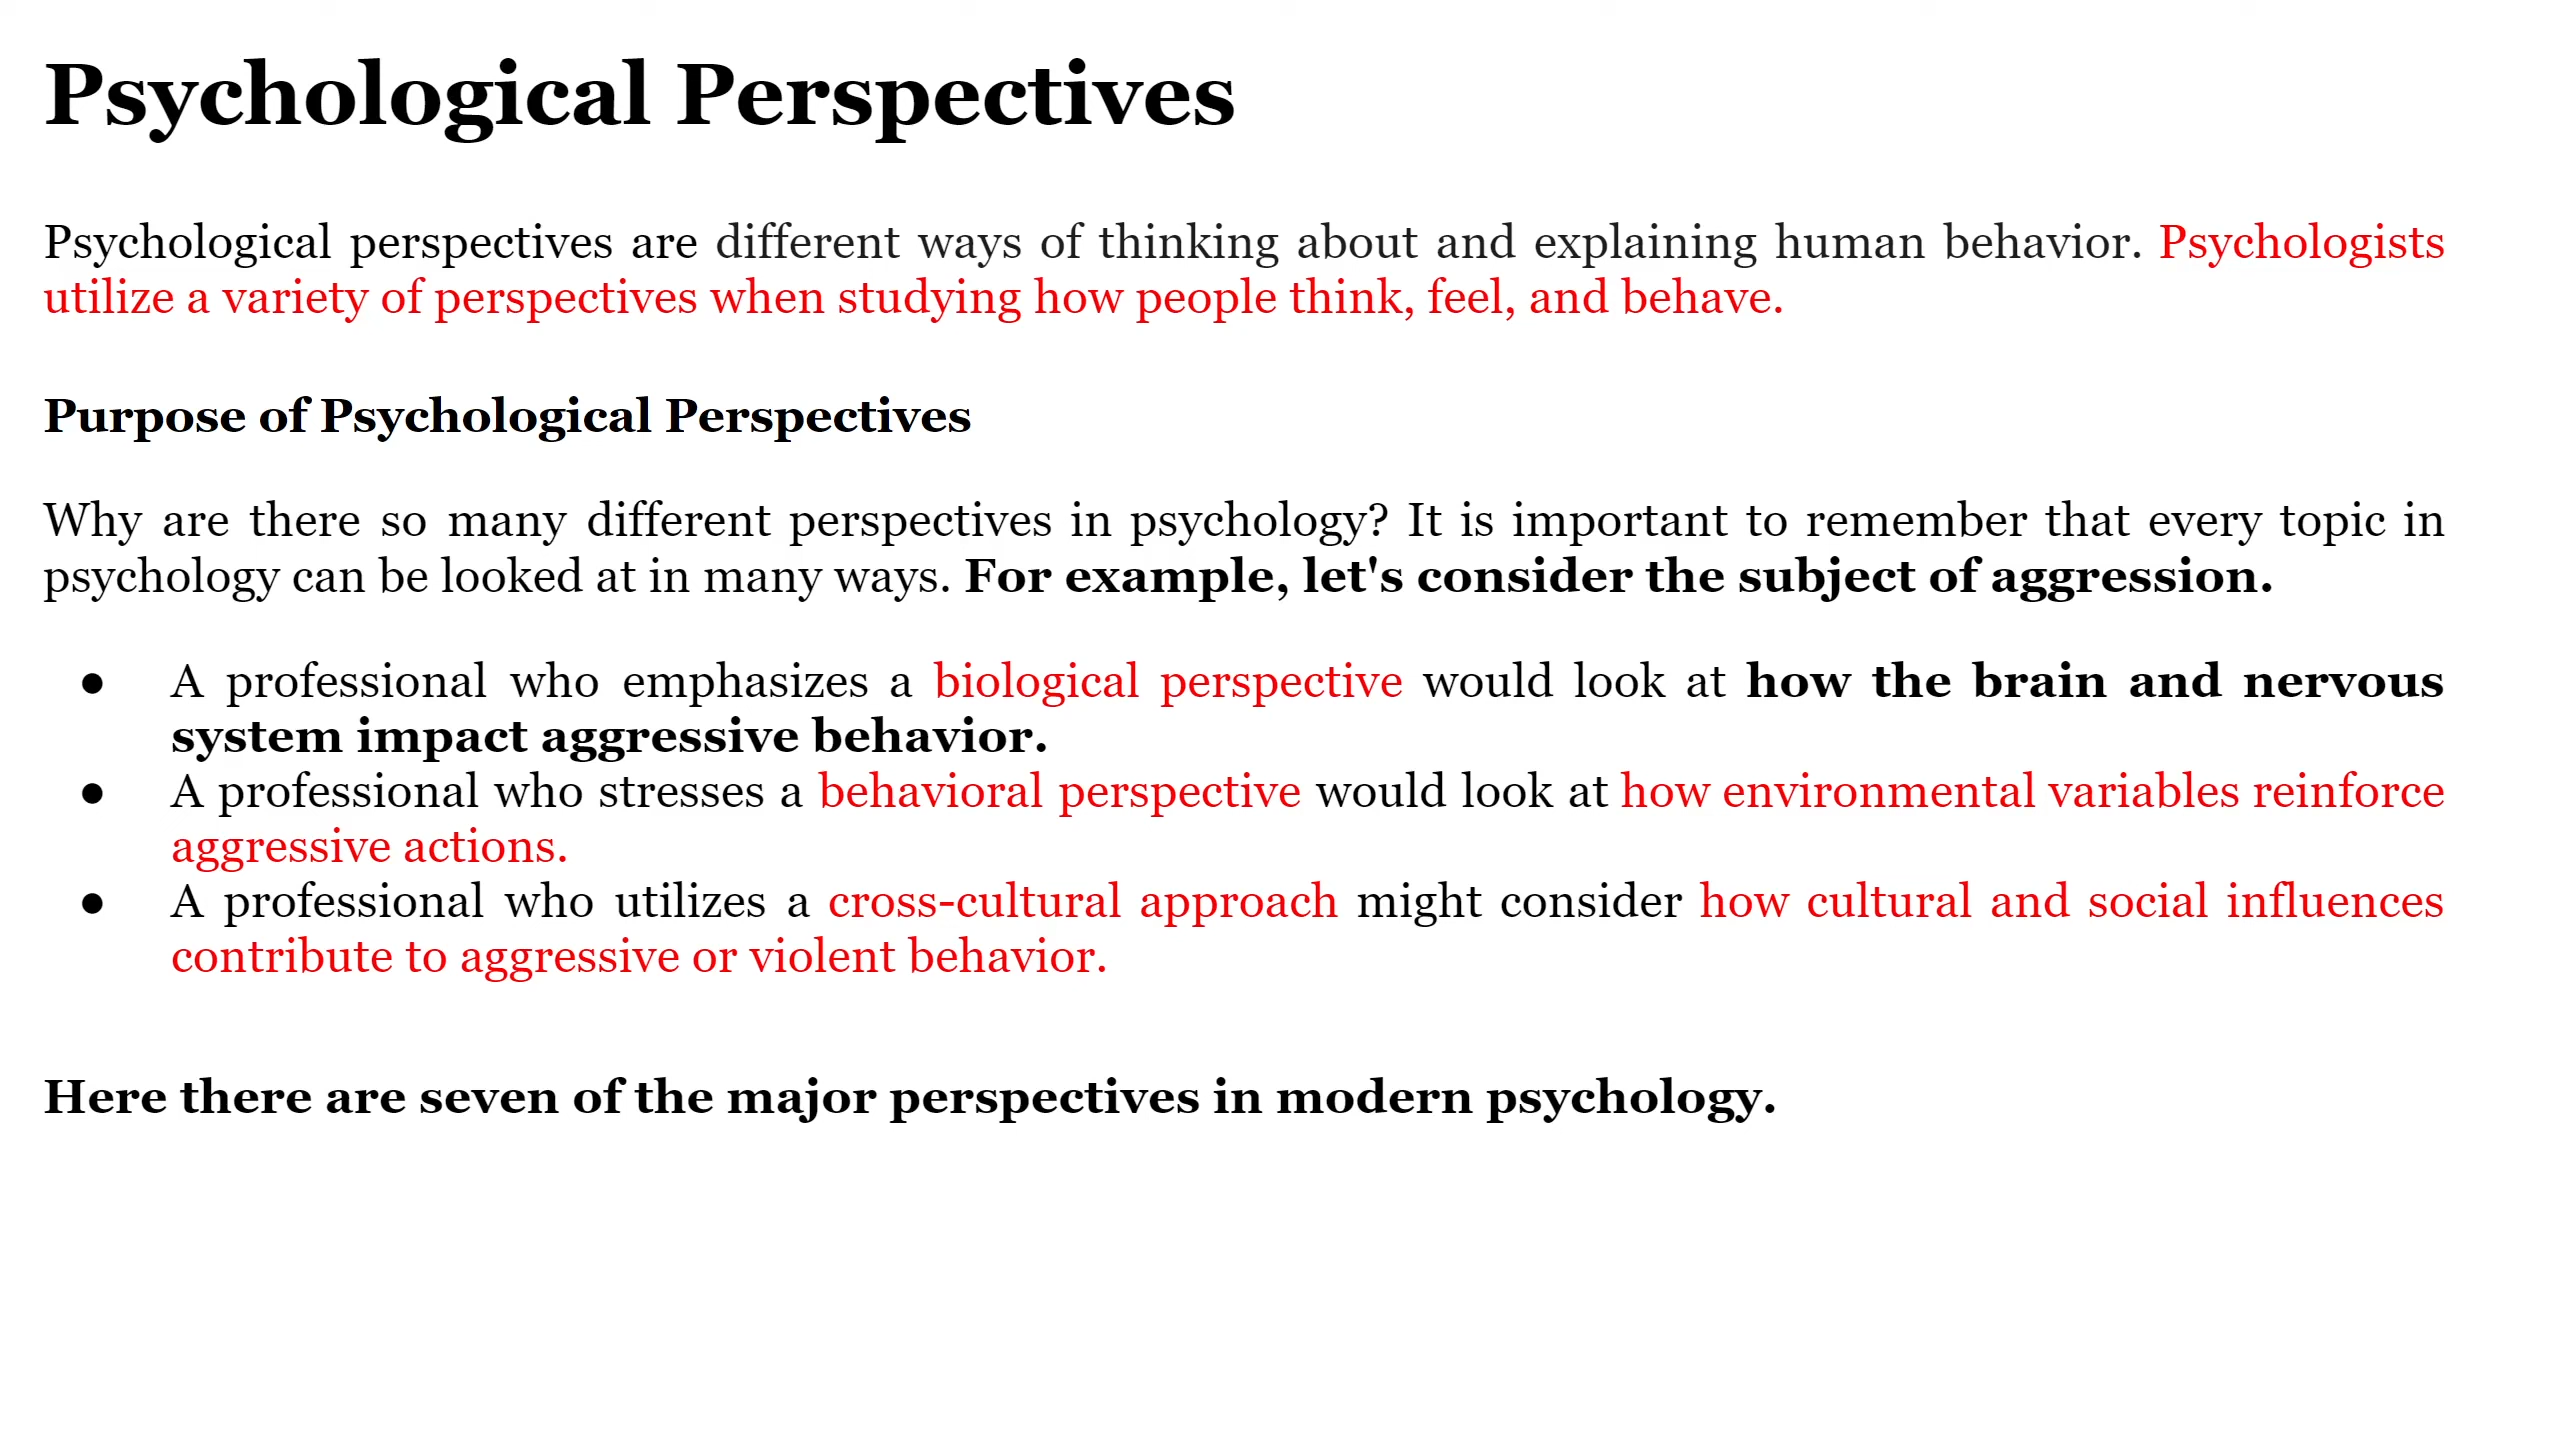 Psychological Perspectives
Psychological perspectives are different ways of thinking about and explaining human behavior. Psychologists
utilize a variety of perspectives when studying how people think, feel, and behave.
Purpose of Psychological Perspectives
Why are there so many different perspectives in psychology? It is important to remember that every topic in
psychology can be looked at in many ways. For example, let's consider the subject of aggression.
● A professional who emphasizes a biological perspective would look at how the brain and nervous
system impact aggressive behavior.
● A professional who stresses a behavioral perspective would look at how environmental variables reinforce
aggressive actions.
● A professional who utilizes a cross-cultural approach might consider how cultural and social influences
contribute to aggressive or violent behavior.
Here there are seven of the major perspectives in modern psychology.